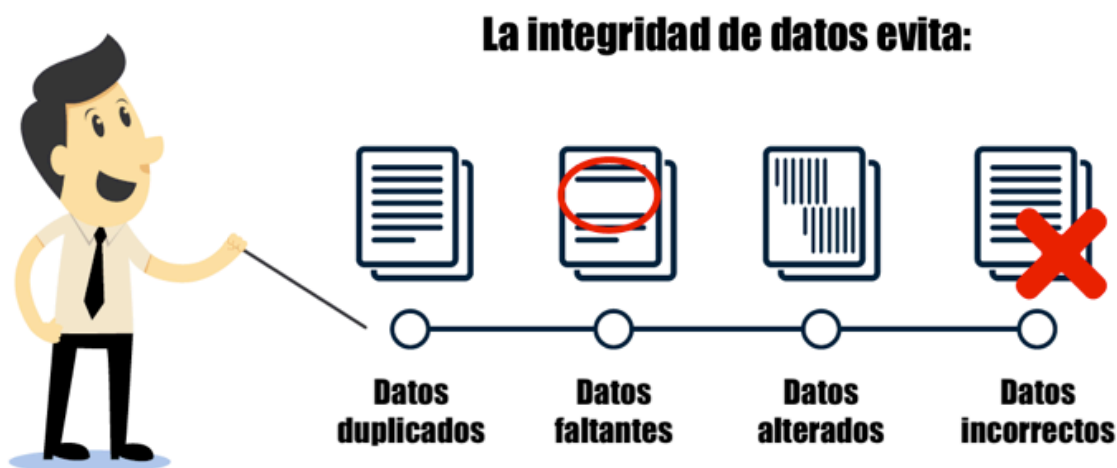 La integridad de datos evita:
Datos
duplicados
Datos
faltantes
Datos
alterados
Datos
incorrectos